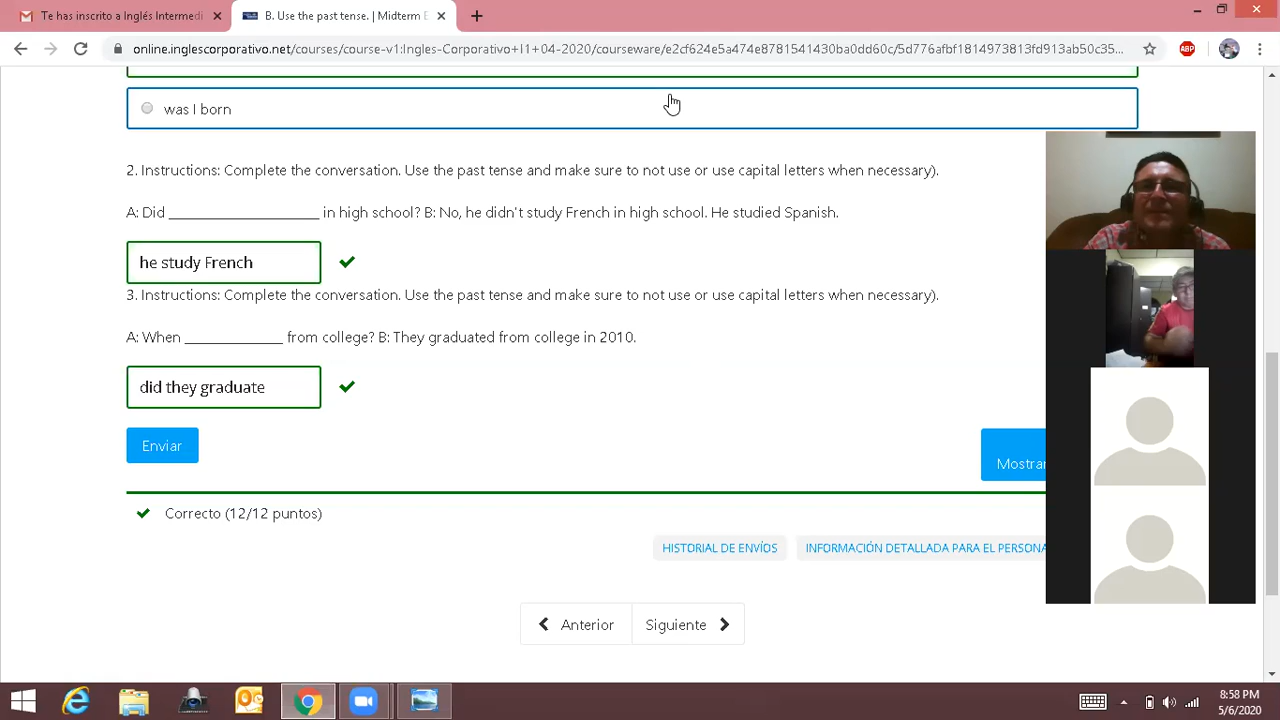 Te has inscrito a Inglés Intermedi
B. Use the past tense. | Midterm E
online.inglescorporativo.net/courses/course-v1:Ingles-Corporativo+I1+04-2020/courseware/e2cf624e5a474e8781541430ba0dd60c/5d776afbf1814973813fd913ab50c35...
ABP
was I born
2. Instructions: Complete the conversation. Use the past tense and make sure to not use or use capital letters when necessary).
A: Did ____________________ in high school? B: No, he didn't study French in high school. He studied Spanish.
he study French
3. Instructions: Complete the conversation. Use the past tense and make sure to not use or use capital letters when necessary).
A: When _____________ from college? B: They graduated from college in 2010.
did they graduate
Enviar
Mostrar
Correcto (12/12 puntos)
HISTORIAL DE ENVÍOS
INFORMACIÓN DETALLADA PARA EL PERSONA
Anterior
Siguiente
8:58 PM
5/6/2020